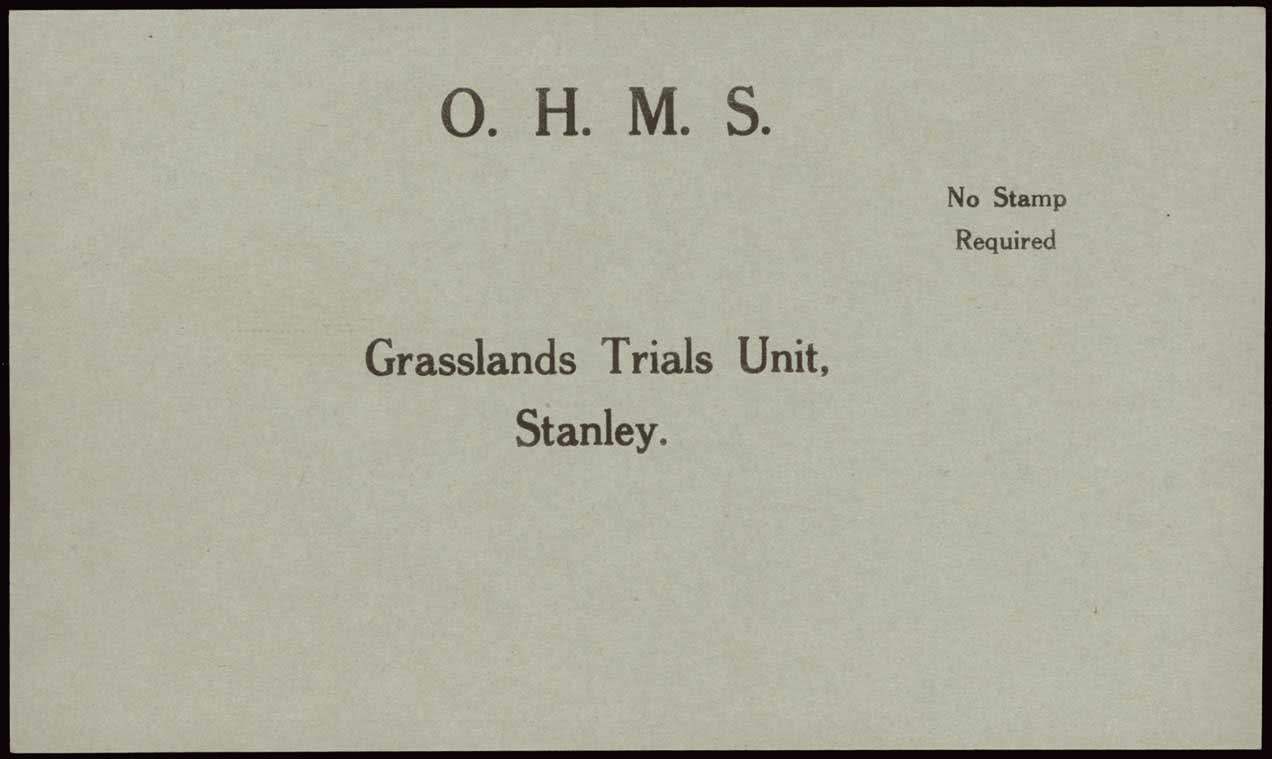 O. H. M. S.
No Stamp
Required
Grasslands Trials Unit,
Stanley.